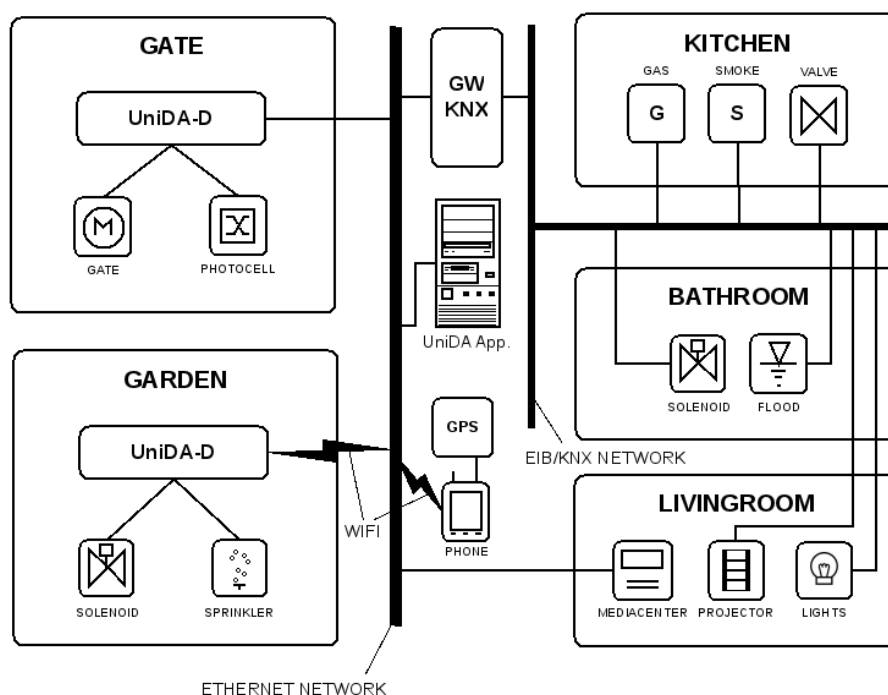 GATE
UniDA-D
M
GATE
PHOTOCELL
GW
KNX
KITCHEN
GAS
SMOKE
VALVE
G
S
UniDA App.
BATHROOM
SOLENOID
FLOOD
GARDEN
UniDA-D
SOLENOID
SPRINKLER
GPS
WIFI
PHONE
EIB/KNX NETWORK
LIVINGROOM
MEDIACENTER
PROJECTOR
LIGHTS
ETHERNET NETWORK